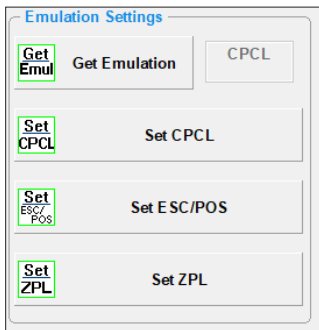 Emulation Settings
Get
Emul
Get Emulation
CPCL
Set
CPCL
Set CPCL
Set
ESC/
POS
Set ESC/POS
Set
ZPL
Set ZPL